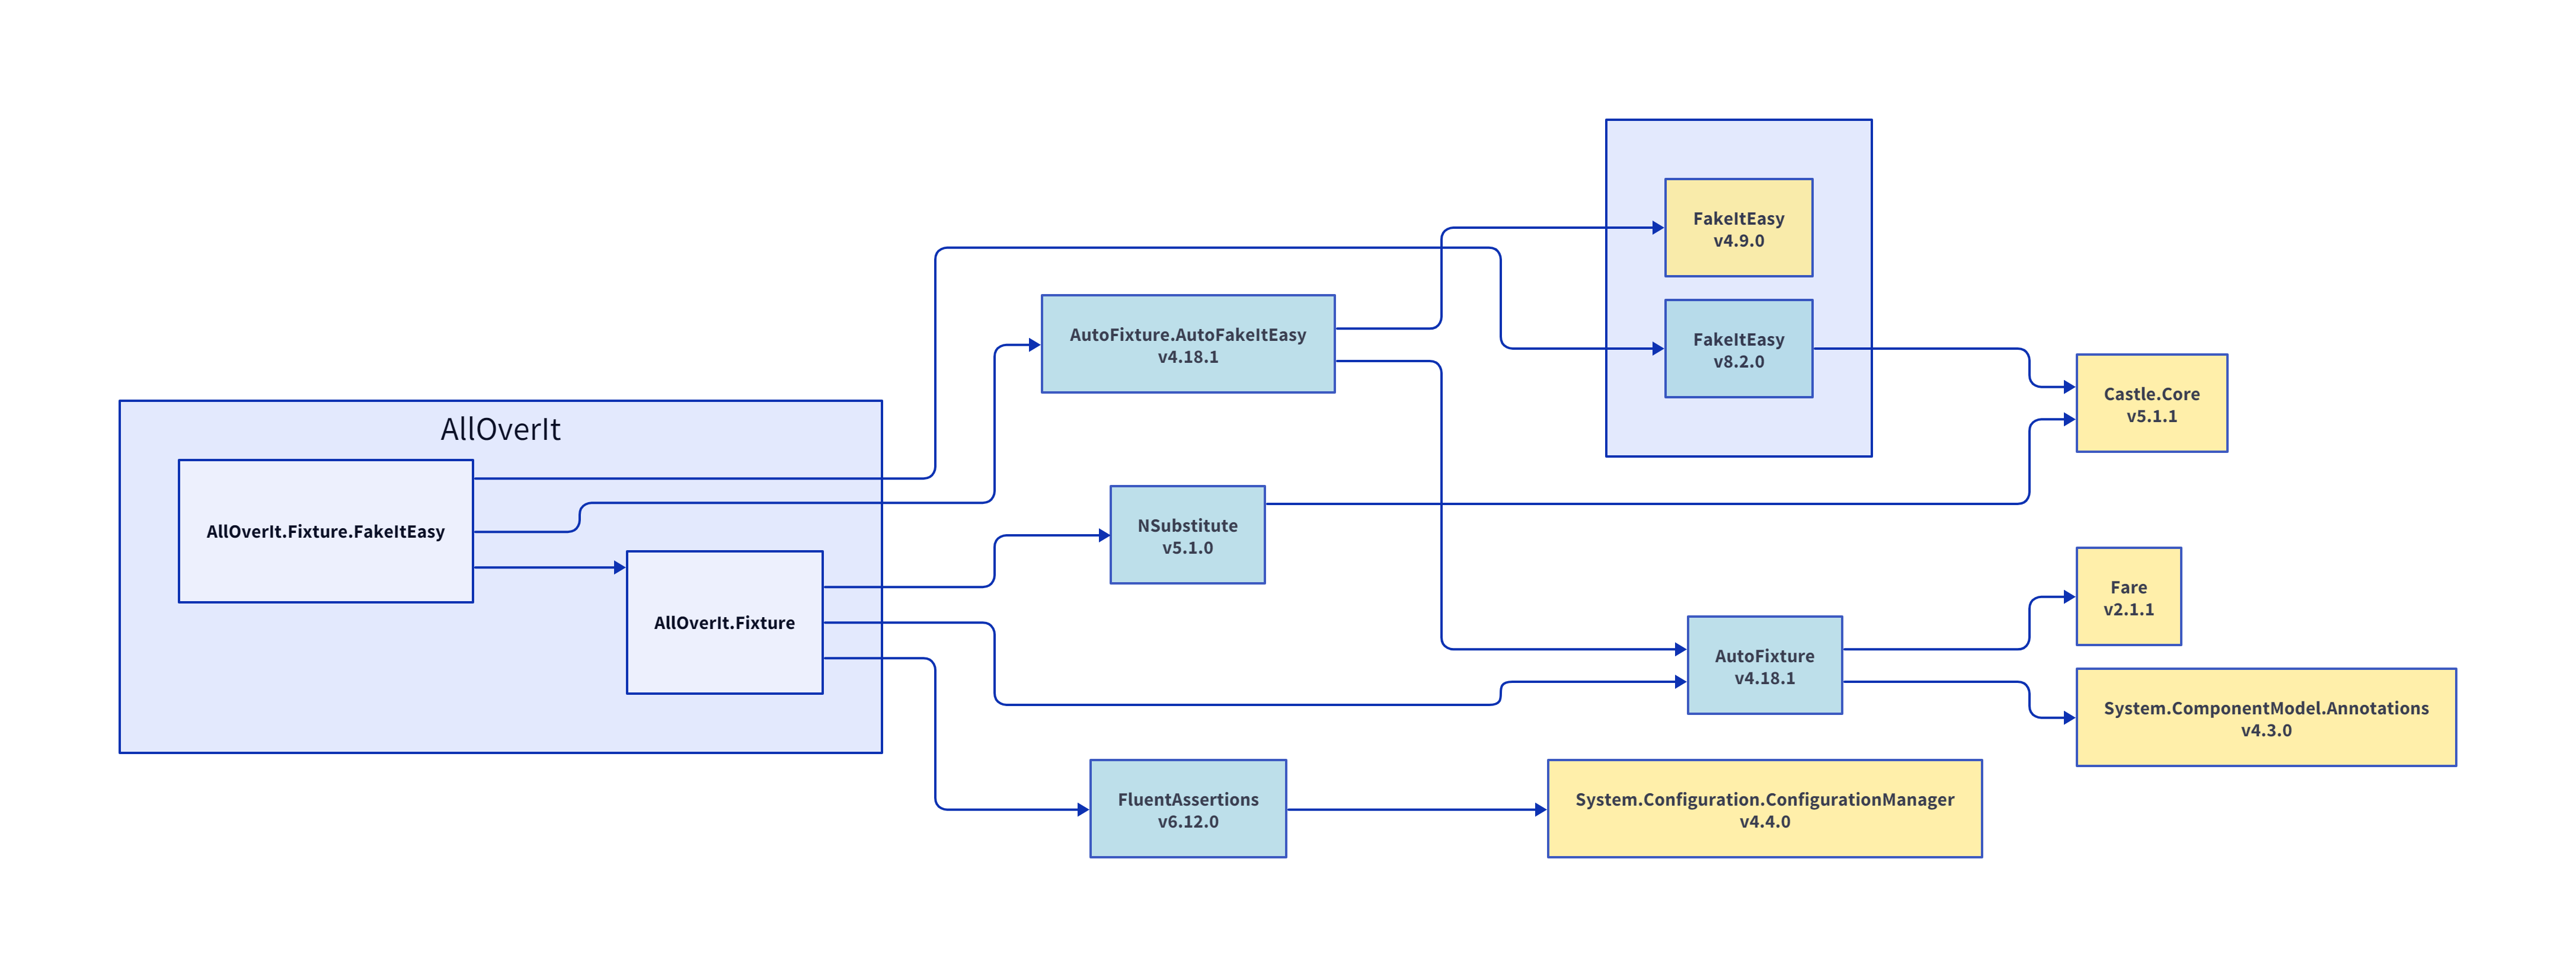 AllOverIt
AllOverIt.Fixture.FakeItEasy
AllOverIt.Fixture
AutoFixture.AutoFakeItEasy
v4.18.1
NSubstitute
v5.1.0
FluentAssertions
v6.12.0
FakeItEasy
v4.9.0
FakeItEasy
v8.2.0
AutoFixture
v4.18.1
System.Configuration.ConfigurationManager
v4.4.0
Castle.Core
v5.1.1
Fare
v2.1.1
System.ComponentModel.Annotations
v4.3.0